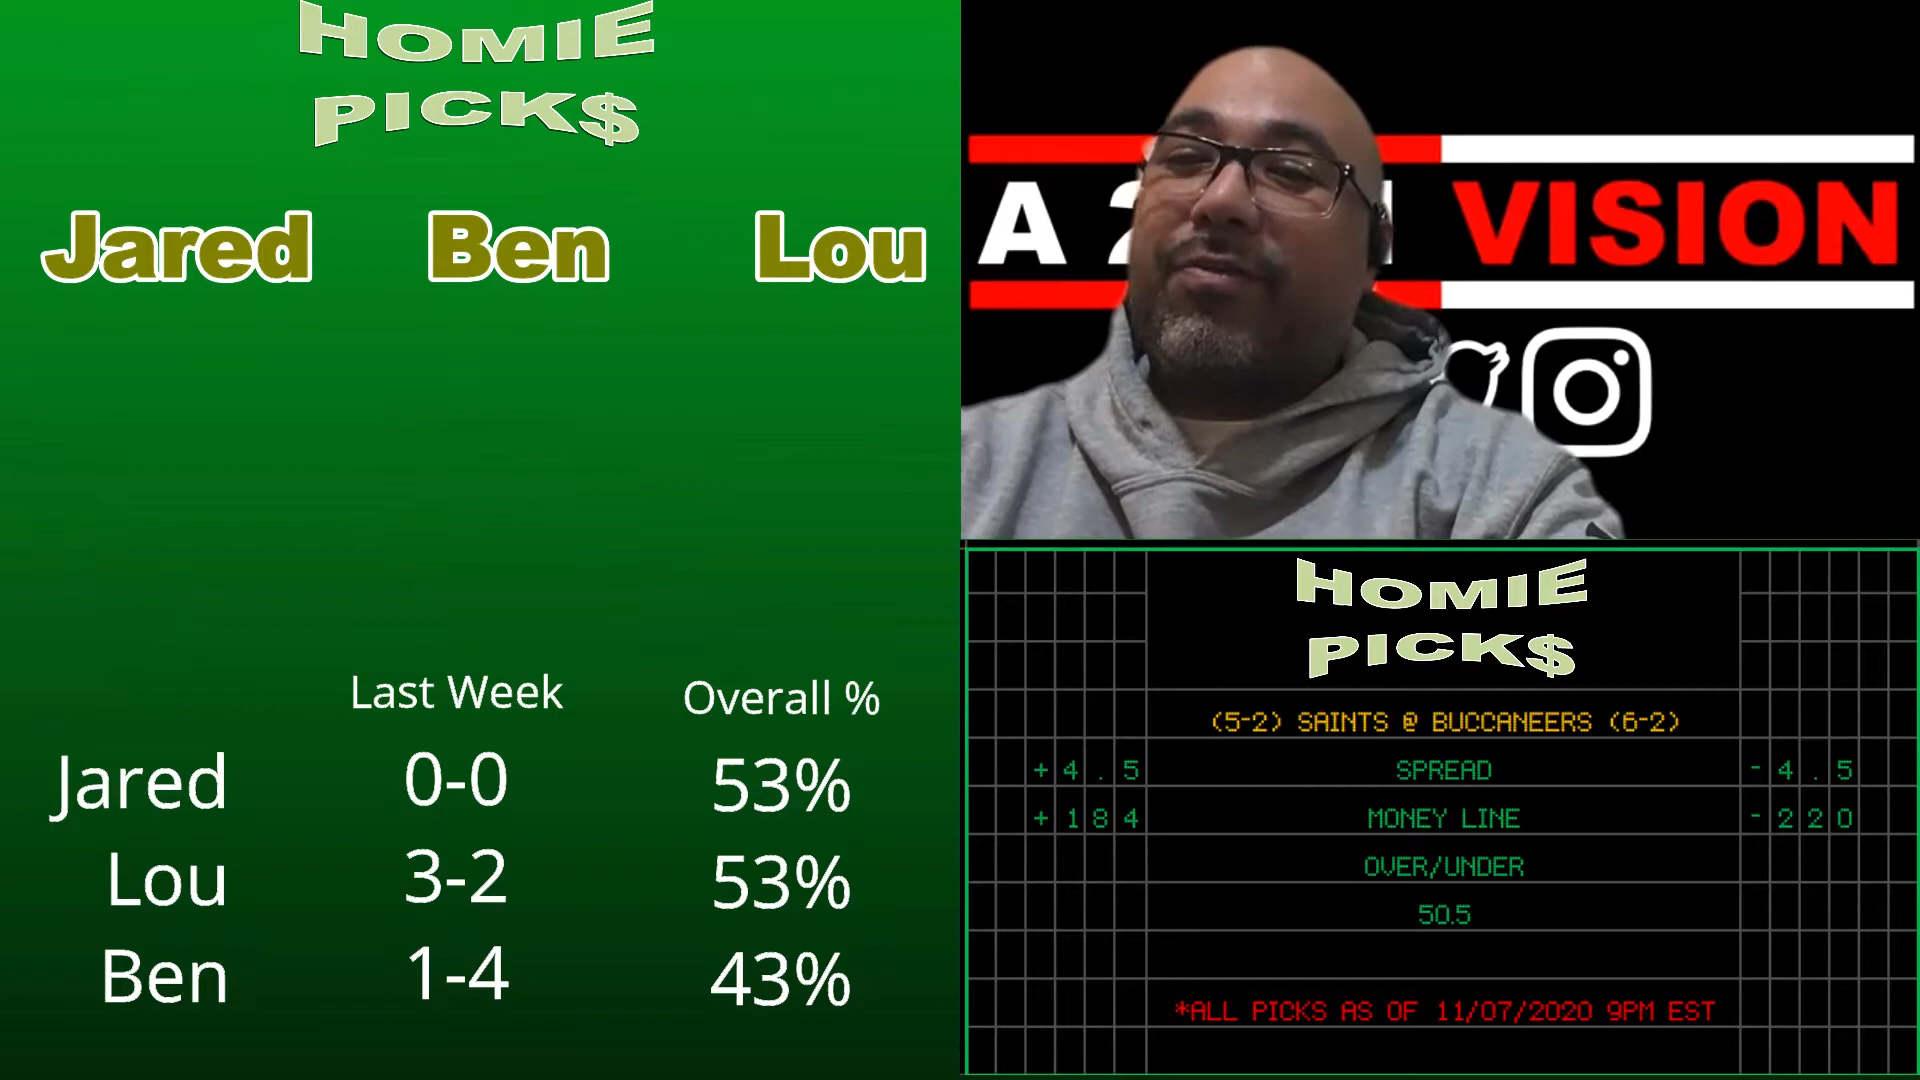 HOMIE
PICK$
Jared Ben Lou
Last Week Overall %
Jared 0-0 53%
Lou 3-2 53%
Ben 1-4 43%
A 2 VISION
HOMIE
PICK$
(5-2) SAINTS @ BUCCANEERS (6-2)
+4.5 SPREAD -4.5
+184 MONEY LINE -220
OVER/UNDER
50.5
*ALL PICKS AS OF 11/07/2020 9PM EST